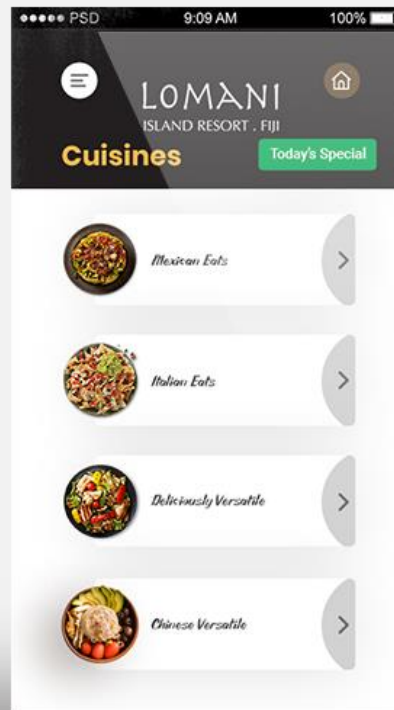 PSD 9:09 AM 100%
LOMANI
ISLAND RESORT . FIJI
Cuisines
Today's Special
Mexican Eats
Italian Eats
Deliciously Versatile
Chinese Versatile